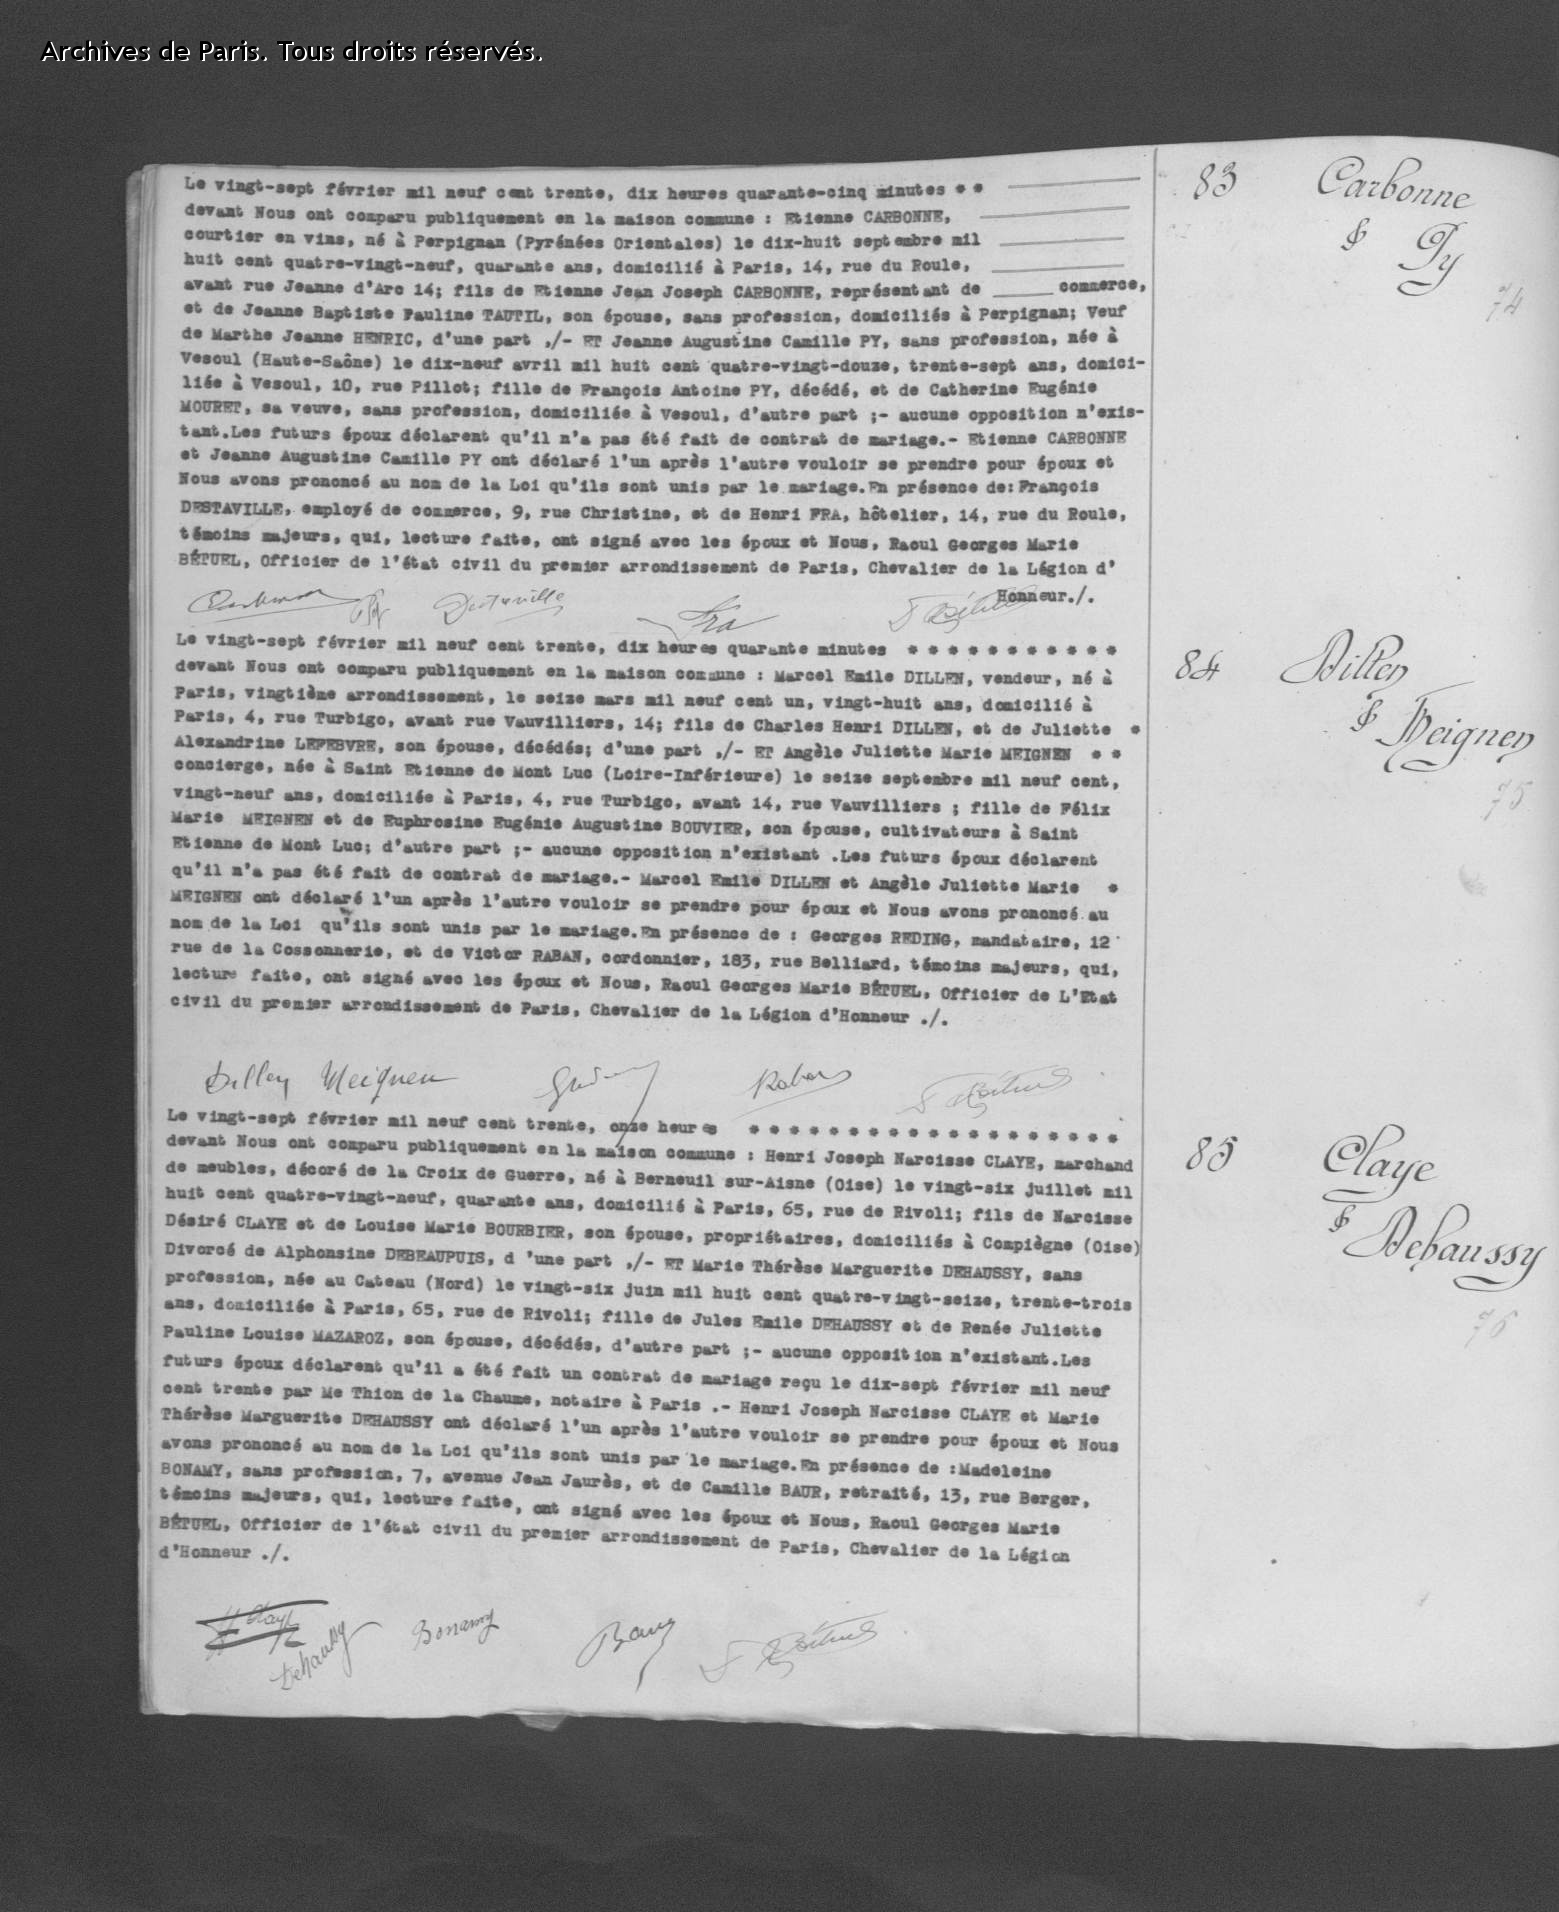 Archives de Paris. Tous droits réservés.
Le vingt-sept février mil neuf cent trente, dix heures quarante-cinq minutes * *
devant Nous ont comparu publiquement en la maison commune : Etienne CARBONNE,
courtier en vins, né à Perpignan (Pyrénées Orientales) le dix-huit septembre mil
huit cent quatre-vingt-neuf, quarante ans, domicilié à Paris, 14, rue du Roule,
avant rue Jeanne d'Arc 14; fils de Etienne Jean Joseph CARBONNE, représentant de commerce,
et de Jeanne Baptiste Pauline TAUTIL, son épouse, sans profession, domiciliés à Perpignan; Veuf
de Marthe Jeanne HENRIC, d'une part ,/- ET Jeanne Augustine Camille PY, sans profession, née à
Vesoul (Haute-Saône) le dix-neuf avril mil huit cent quatre-vingt-douze, trente-sept ans, domici-
liée à Vesoul, 10, rue Pillot; fille de François Antoine PY, décédé, et de Catherine Eugénie
MOURET, sa veuve, sans profession, domiciliée à Vesoul, d'autre part ;- aucune opposition n'exis-
tant.Les futurs époux déclarent qu'il n'a pas été fait de contrat de mariage.- Etienne CARBONNE
et Jeanne Augustine Camille PY ont déclaré l'un après l'autre vouloir se prendre pour époux et
Nous avons prononcé au nom de la Loi qu'ils sont unis par le mariage.En présence de:François
DESTAVILLE, employé de commerce, 9, rue Christine, et de Henri FRA, hôtelier, 14, rue du Roule,
témoins majeurs, qui, lecture faite, ont signé avec les époux et Nous, Raoul Georges Marie
BÉTUEL, Officier de l'état civil du premier arrondissement de Paris, Chevalier de la Légion d'
Honneur./.
Destaville Fra
83 Carbonne
& Py
74
Le vingt-sept février mil neuf cent trente, dix heures quarante minutes * * * * * * * * * * *
devant Nous ont comparu publiquement en la maison commune : Marcel Emile DILLEN, vendeur, né à
Paris, vingtième arrondissement, le seize mars mil neuf cent un, vingt-huit ans, domicilié à
Paris, 4, rue Turbigo, avant rue Vauvilliers, 14; fils de Charles Henri DILLEN, et de Juliette *
Alexandrine LEFEBVRE, son épouse, décédés; d'une part ,/- ET Angèle Juliette Marie MEIGNEN * *
concierge, née à Saint Etienne de Mont Luc (Loire-Inférieure) le seize septembre mil neuf cent,
vingt-neuf ans, domiciliée à Paris, 4, rue Turbigo, avant 14, rue Vauvilliers ; fille de Félix
Marie MEIGNEN et de Euphrosine Eugénie Augustine BOUVIER, son épouse, cultivateurs à Saint
Etienne de Mont Luc; d'autre part ;- aucune opposition n'existant .Les futurs époux déclarent
qu'il n'a pas été fait de contrat de mariage.- Marcel Emile DILLEN et Angèle Juliette Marie *
MEIGNEN ont déclaré l'un après l'autre vouloir se prendre pour époux et Nous avons prononcé au
nom de la Loi qu'ils sont unis par le mariage.En présence de : Georges REDING, mandataire, 12
rue de la Cossonnerie, et de Victor RABAN, cordonnier, 183, rue Belliard, témoins majeurs, qui,
lecture faite, ont signé avec les époux et Nous, Raoul Georges Marie BÉTUEL, Officier de L'Etat
civil du premier arrondissement de Paris, Chevalier de la Légion d'Honneur ./.
Dillen Meignen Raban
84 Dillen
& Meignen
75
Le vingt-sept février mil neuf cent trente, onze heures * * * * * * * * * * * * * * * * * * *
devant Nous ont comparu publiquement en la maison commune : Henri Joseph Narcisse CLAYE, marchand
de meubles, décoré de la Croix de Guerre, né à Berneuil sur-Aisne (Oise) le vingt-six juillet mil
huit cent quatre-vingt-neuf, quarante ans, domicilié à Paris, 65, rue de Rivoli; fils de Narcisse
Désiré CLAYE et de Louise Marie BOURBIER, son épouse, propriétaires, domiciliés à Compiègne (Oise)
Divorcé de Alphonsine DEBEAUPUIS, d 'une part ,/- ET Marie Thérèse Marguerite DEHAUSSY, sans
profession, née au Cateau (Nord) le vingt-six juin mil huit cent quatre-vingt-seize, trente-trois
ans, domiciliée à Paris, 65, rue de Rivoli; fille de Jules Emile DEHAUSSY et de Renée Juliette
Pauline Louise MAZAROZ, son épouse, décédés, d'autre part ;- aucune opposition n'existant.Les
futurs époux déclarent qu'il a été fait un contrat de mariage reçu le dix-sept février mil neuf
cent trente par Me Thion de la Chaume, notaire à Paris .- Henri Joseph Narcisse CLAYE et Marie
Thérèse Marguerite DEHAUSSY ont déclaré l'un après l'autre vouloir se prendre pour époux et Nous
avons prononcé au nom de la Loi qu'ils sont unis par le mariage.En présence de :Madeleine
BONAMY, sans profession, 7, avenue Jean Jaurès, et de Camille BAUR, retraité, 13, rue Berger,
témoins majeurs, qui, lecture faite, ont signé avec les époux et Nous, Raoul Georges Marie
BÉTUEL, Officier de l'état civil du premier arrondissement de Paris, Chevalier de la Légion
d'Honneur ./.
H Claye Dehaussy Bonamy Baur
85 Claye
& Dehaussy
76